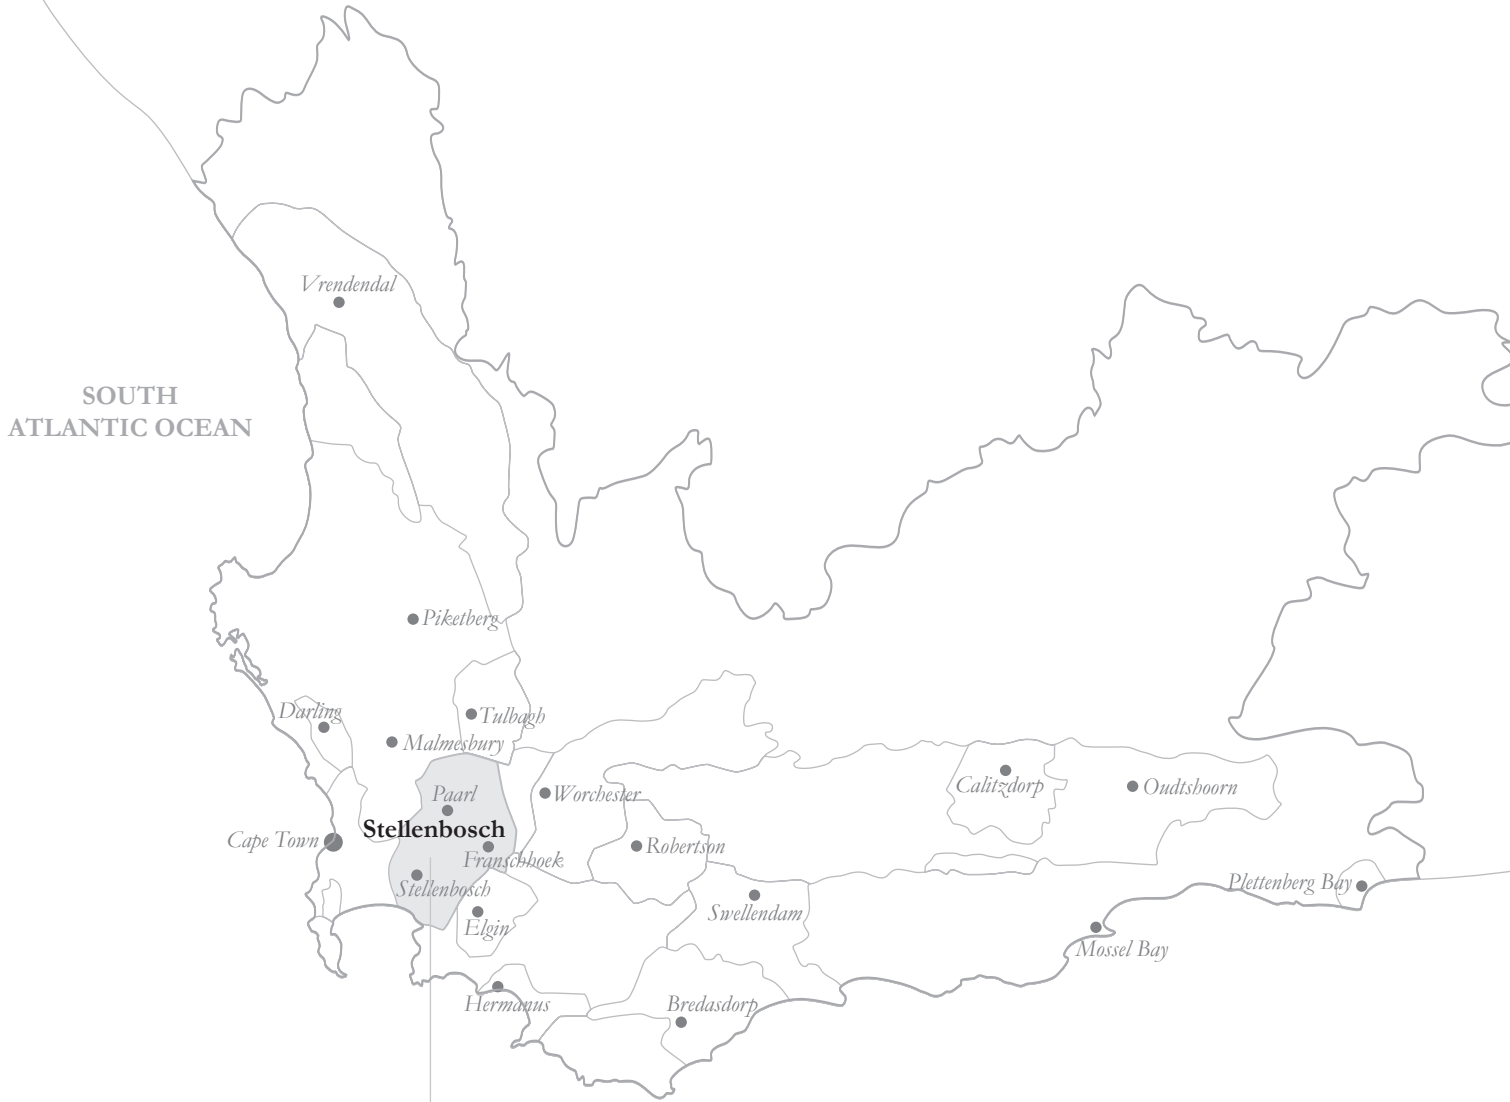 Vrendendal
SOUTH
ATLANTIC OCEAN
Piketberg
Darling
Tulbagh
Malmesbury
Calitzdorp
Oudtshoorn
Paarl
Worchester
Stellenbosch
Cape Town
Robertson
Franschhoek
Stellenbosch
Plettenberg Bay
Swellendam
Elgin
Mossel Bay
Hermanus
Bredasdorp